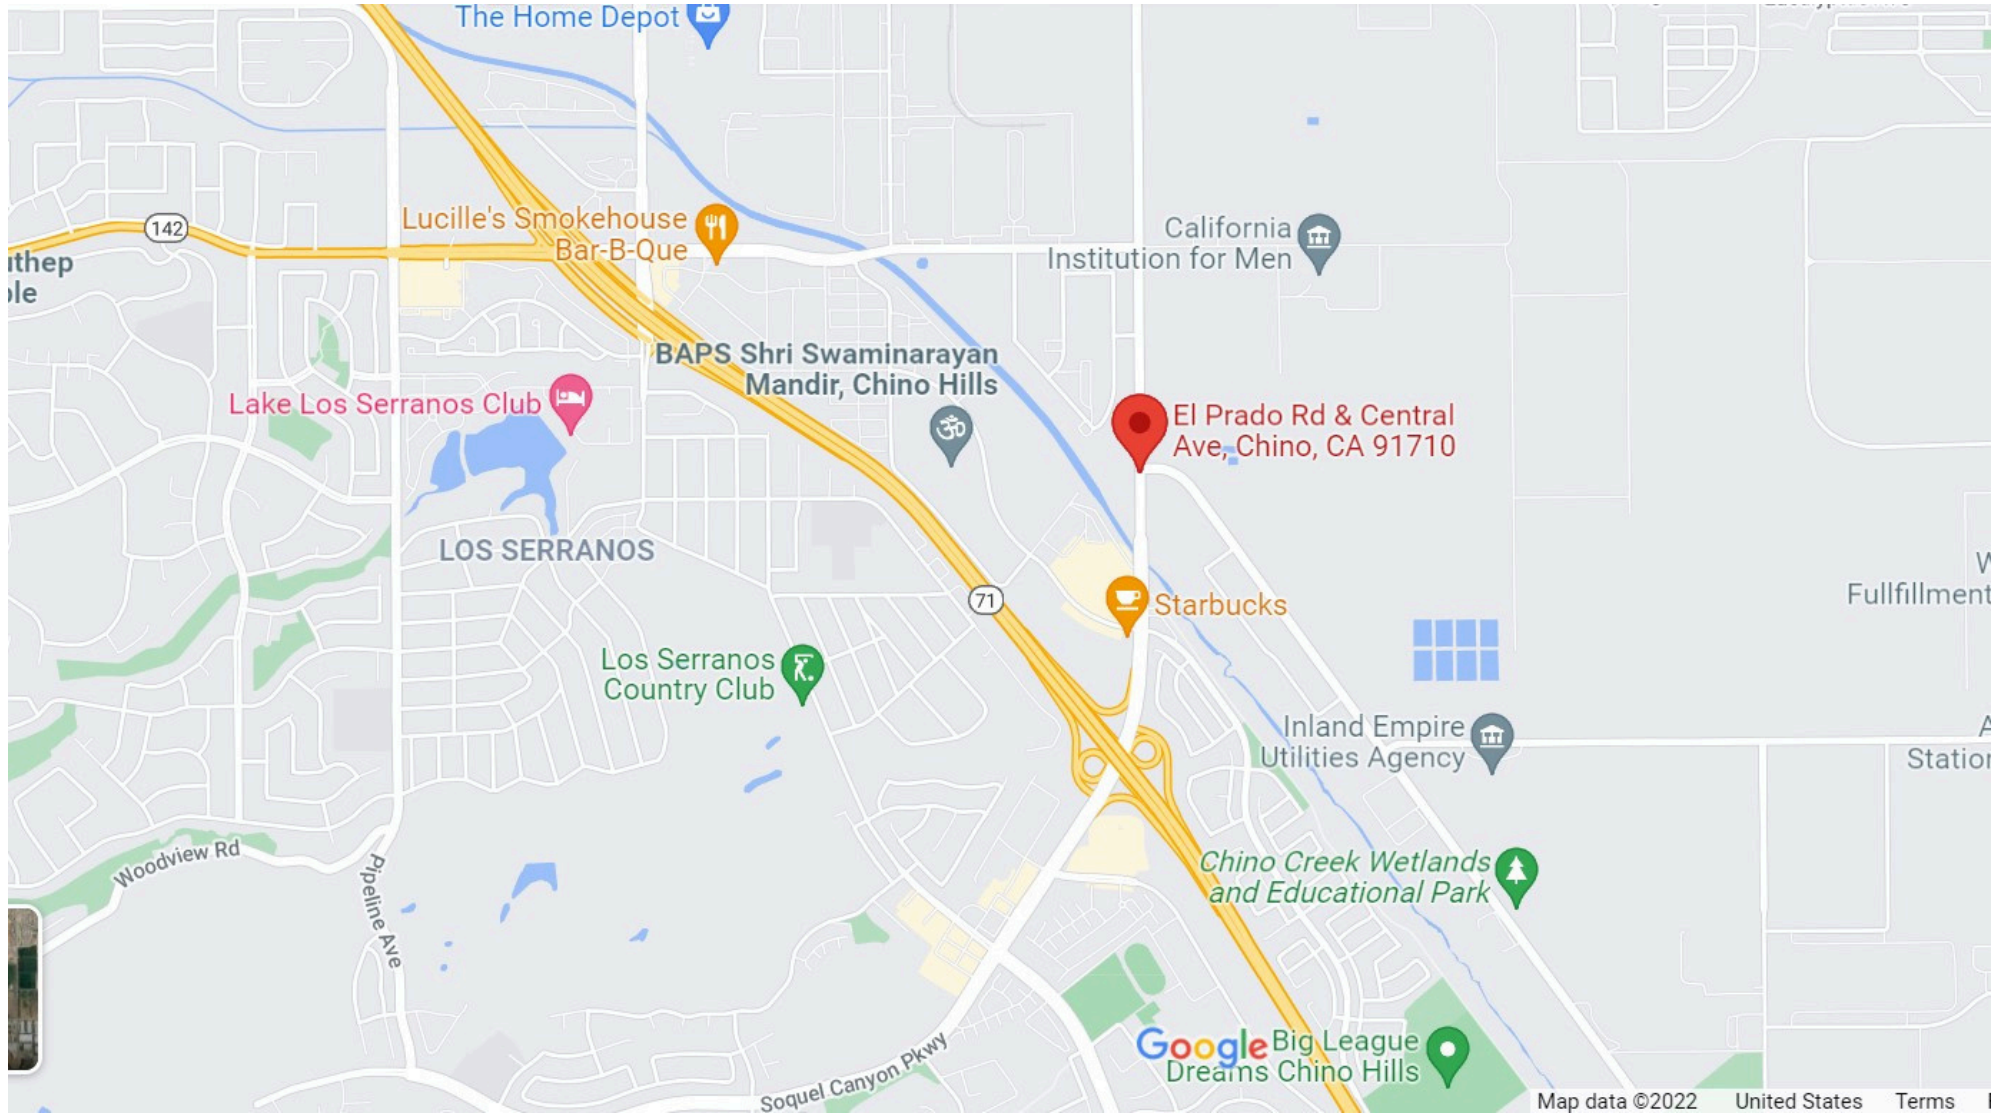 The Home Depot
142
Lucille's Smokehouse
Bar-B-Que
California
Institution for Men
BAPS Shri Swaminarayan
Mandir, Chino Hills
Lake Los Serranos Club
El Prado Rd & Central
Ave, Chino, CA 91710
LOS SERRANOS
71
Starbucks
Fullfillment
Los Serranos
Country Club
Inland Empire
Utilities Agency
Station
Woodview Rd
Pipeline Ave
Chino Creek Wetlands
and Educational Park
Soquel Canyon Pkwy
Google
Big League
Dreams Chino Hills
Map data ©2022 United States Terms